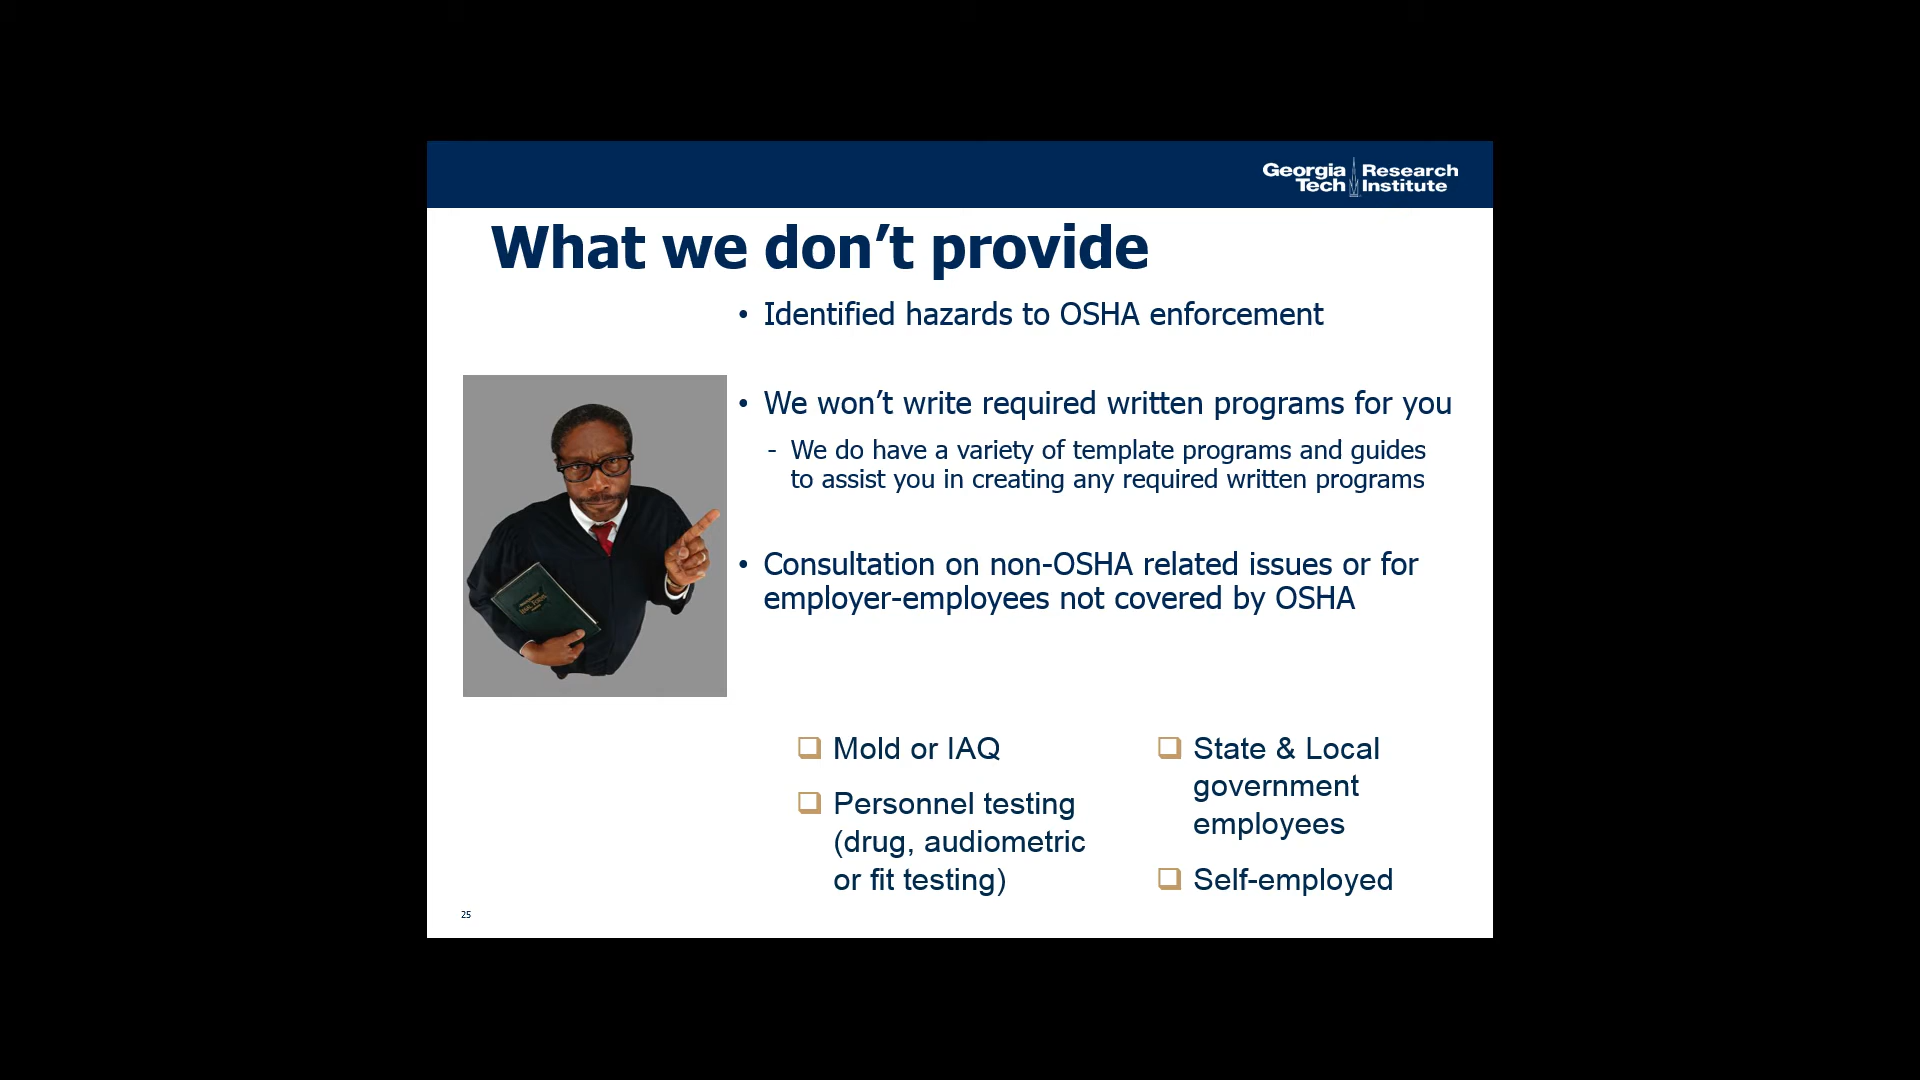 Georgia Tech Research Institute
What we don’t provide
• Identified hazards to OSHA enforcement
• We won’t write required written programs for you
- We do have a variety of template programs and guides
to assist you in creating any required written programs
• Consultation on non-OSHA related issues or for
employer-employees not covered by OSHA
❑ Mold or IAQ
❑ Personnel testing
(drug, audiometric
or fit testing)
❑ State & Local
government
employees
❑ Self-employed
25